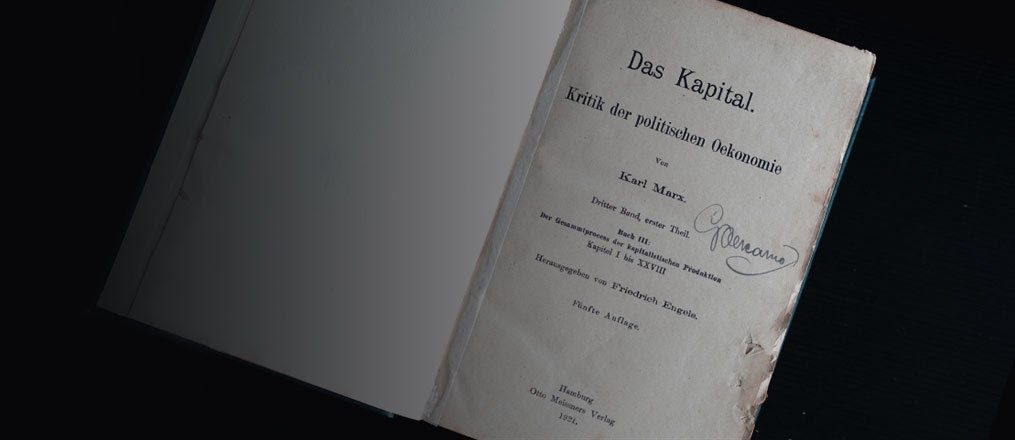 Das Kapital.
Kritik der politischen Oekonomie
Von
Karl Marx.
Dritter Band, erster Theil.
Buch III:
Der Gesammtprocess der kapitalistischen Produktion
Kapitel I bis XXVIII
Herausgegeben von Friedrich Engels.
Fünfte Auflage.
Hamburg
Otto Meissners Verlag
1921.